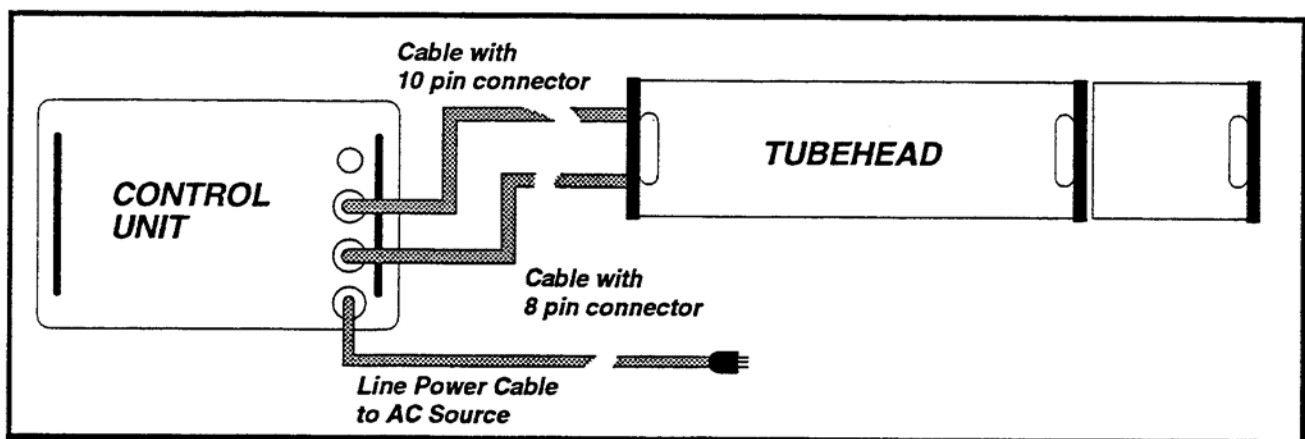 Cable with
10 pin connector
TUBEHEAD
CONTROL
UNIT
Cable with
8 pin connector
Line Power Cable
to AC Source